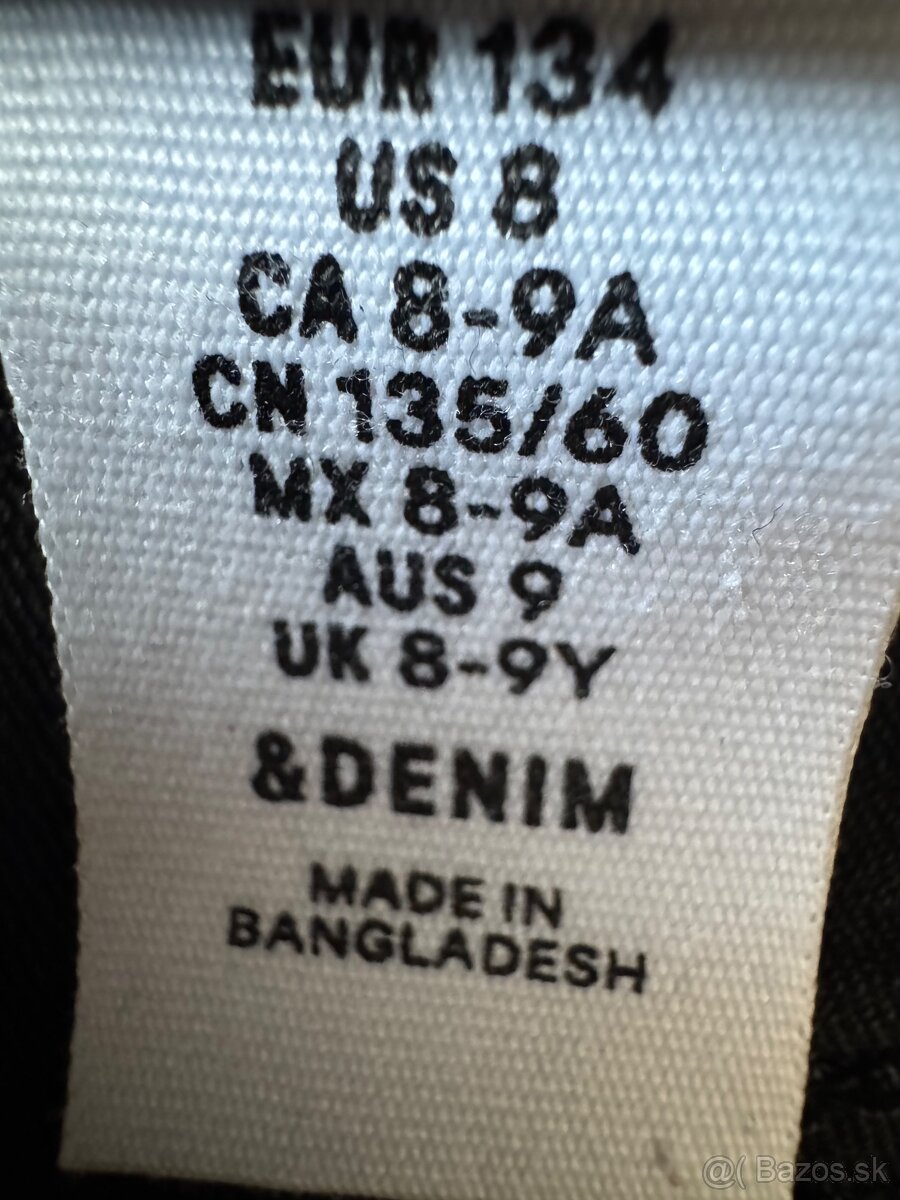 EUR 134
US 8
CA 8-9A
CN 135/60
MX 8-9A
AUS 9
UK 8-9Y
&DENIM
MADE IN
BANGLADESH
@( Bazos.sk